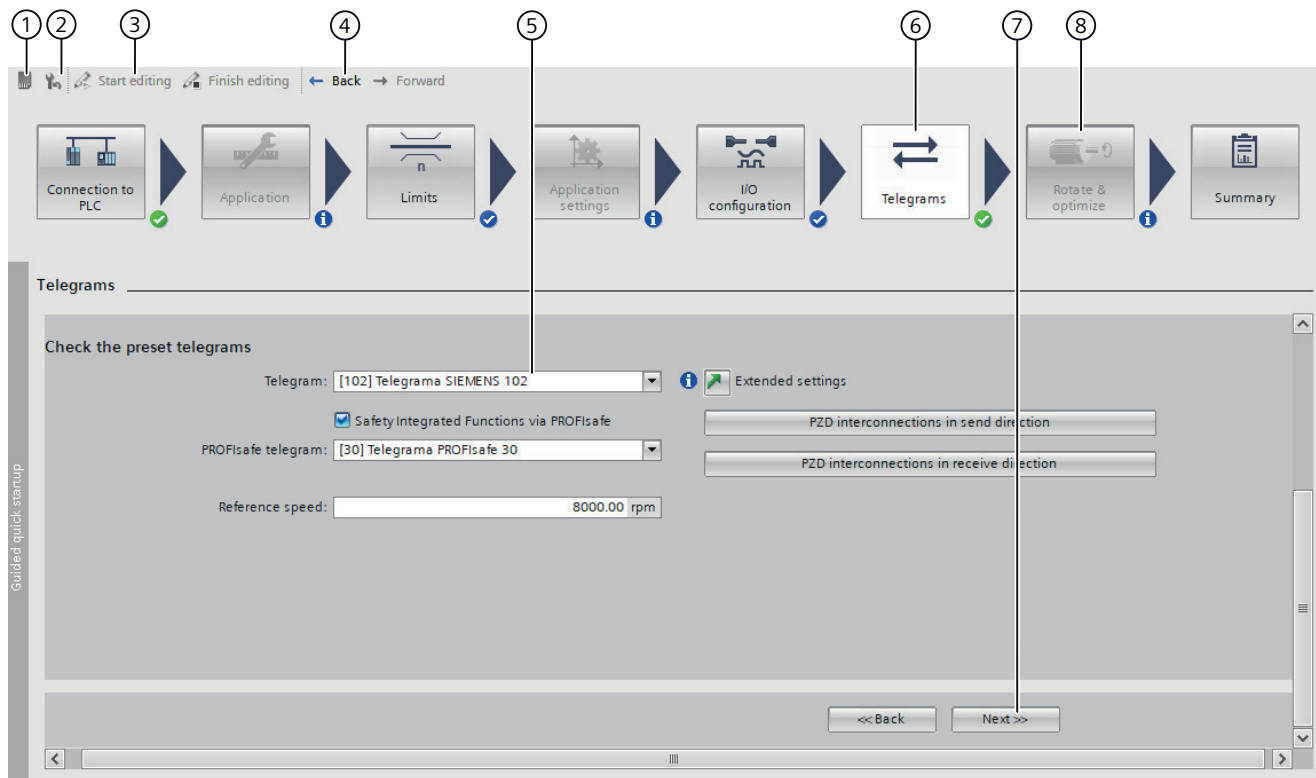 1 2 3 4 5 6 7 8
Start editing Finish editing Back Forward
Connection to
PLC
Application
Limits
n
Application
settings
I/O
configuration
Telegrams
Rotate &
optimize
Summary
Telegrams
Check the preset telegrams
Telegram: [102] Telegrama SIEMENS 102
Extended settings
Safety Integrated Functions via PROFIsafe
PZD interconnections in send direction
PROFIsafe telegram: [30] Telegrama PROFIsafe 30
PZD interconnections in receive direction
Reference speed: 8000.00 rpm
Guided quick startup
<<Back Next>>